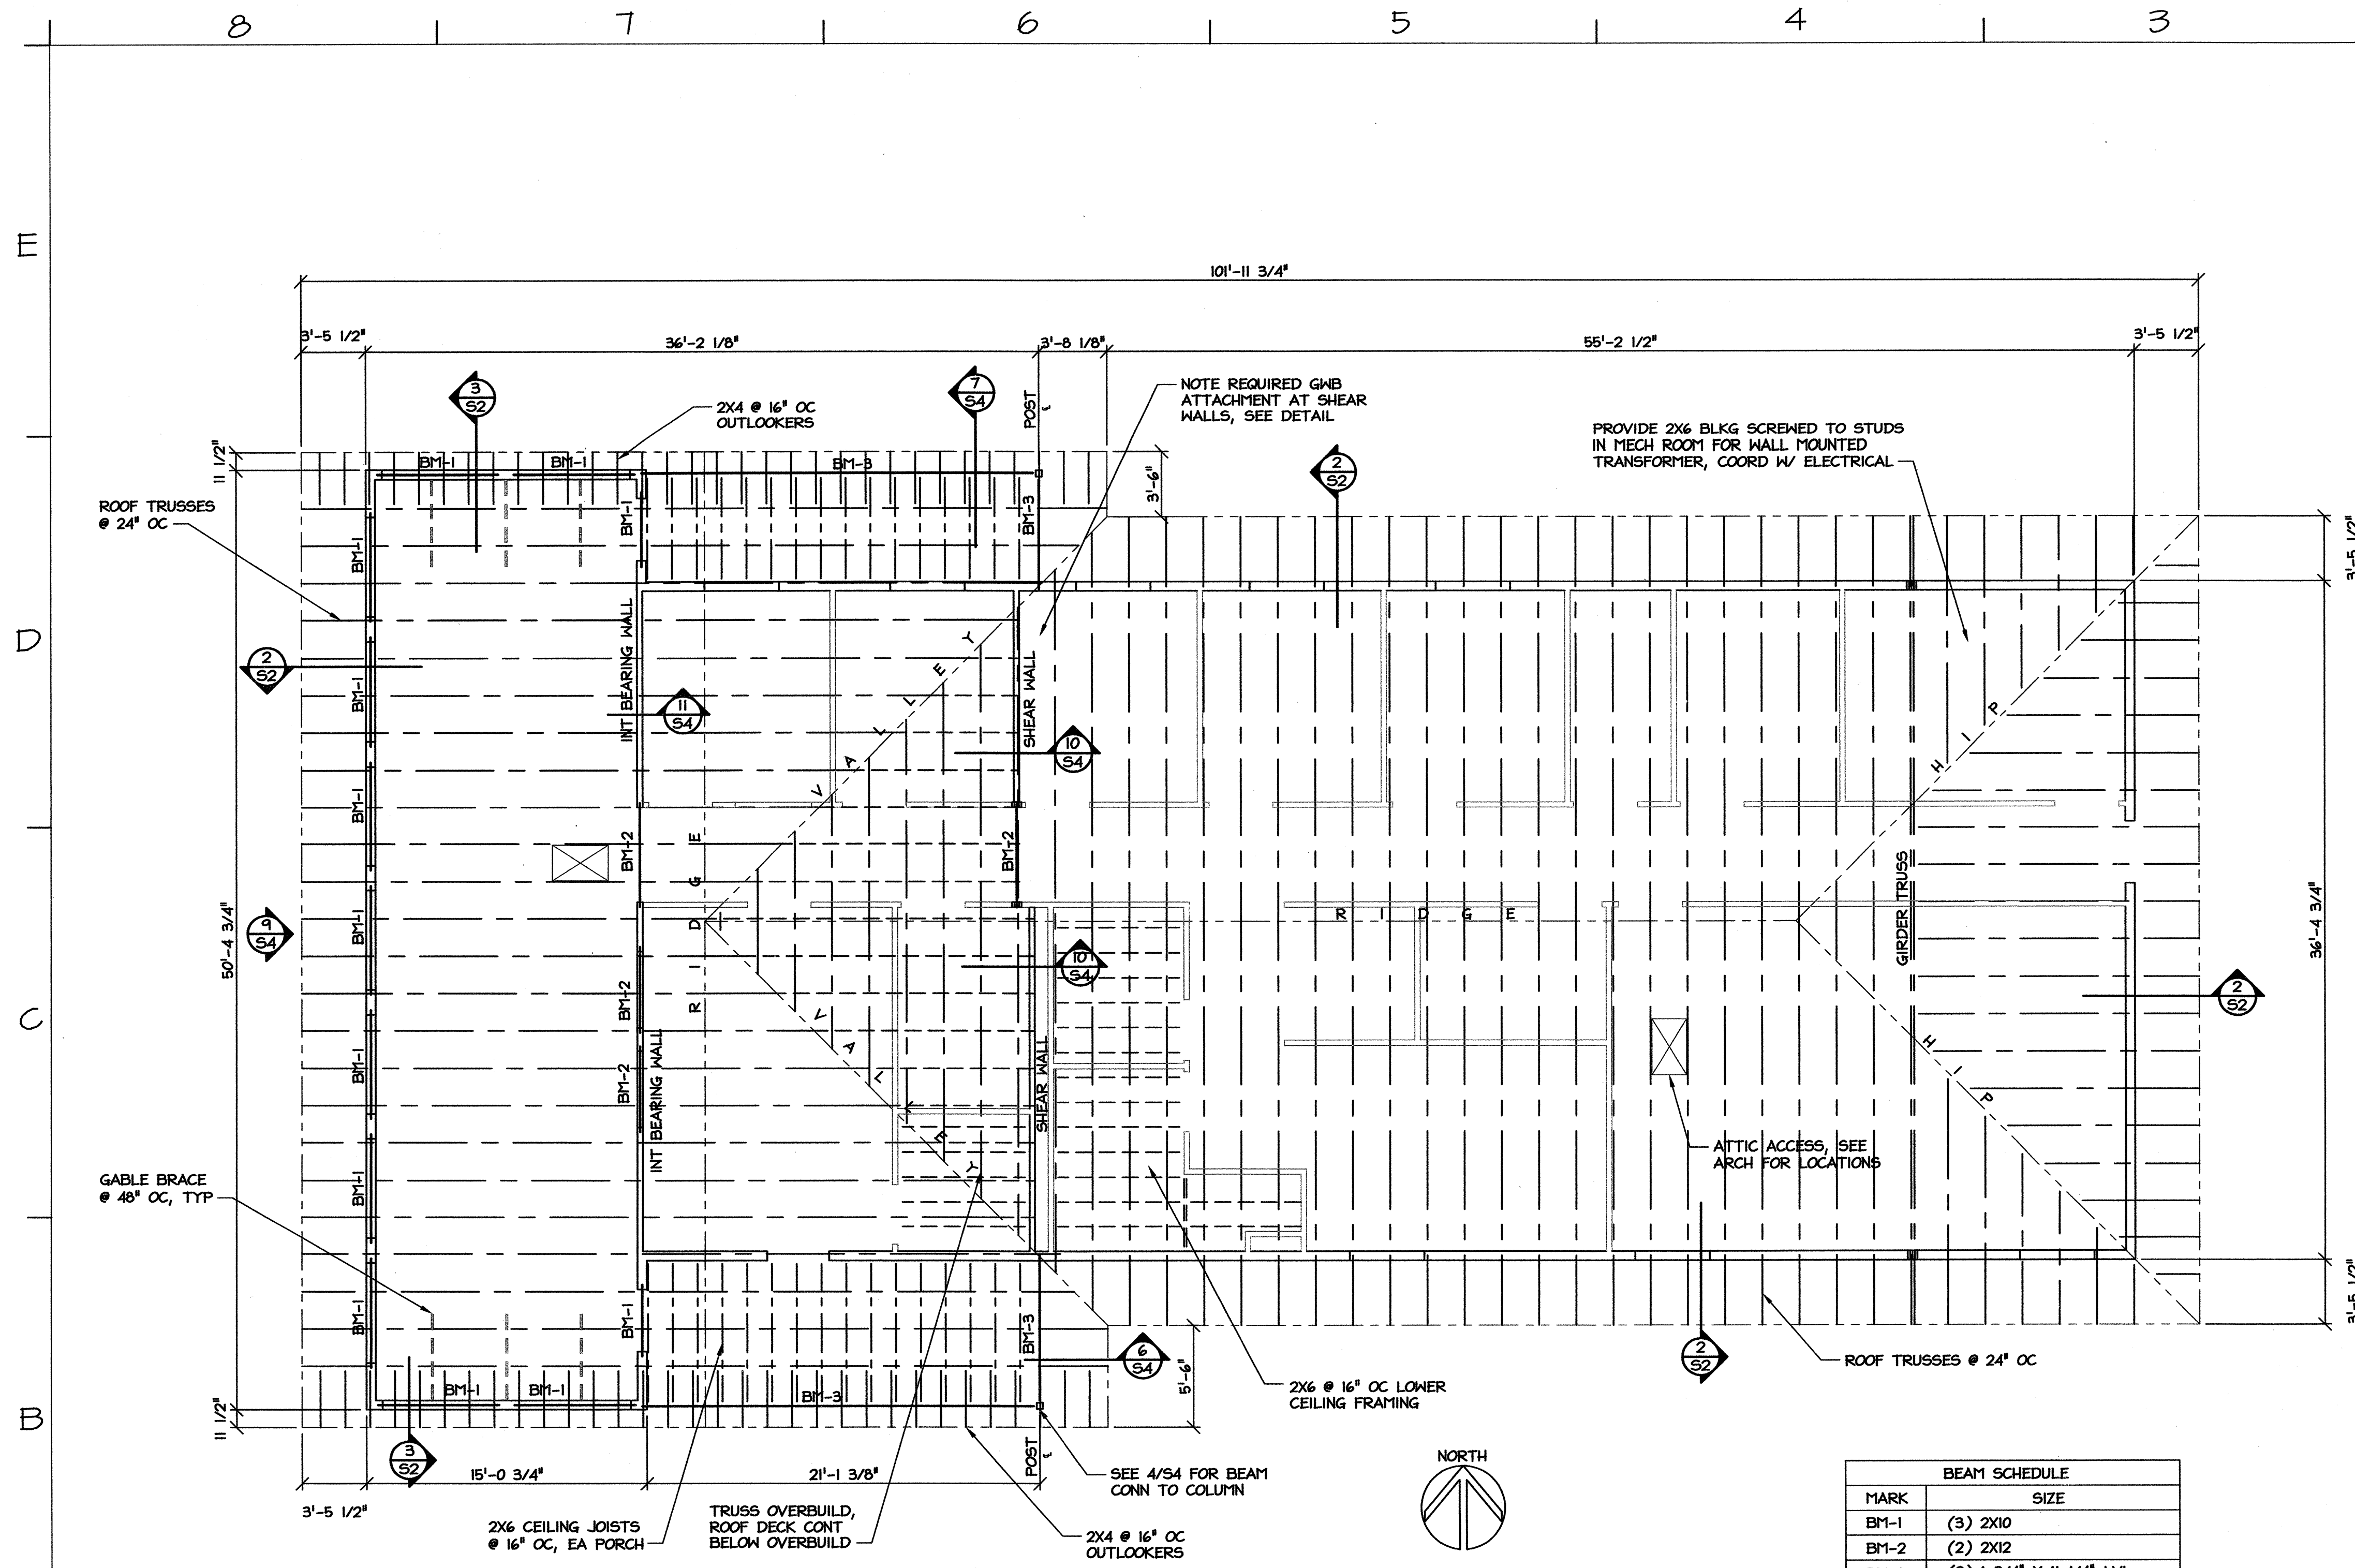 8 7 6 5 4 3
E
D
C
B
101'-11 3/4"
3'-5 1/2" 36'-2 1/8" 3'-8 1/8" 55'-2 1/2" 3'-5 1/2"
3
S2
7
S4
2X4 @ 16" OC
OUTLOOKERS
POST
NOTE REQUIRED GWB
ATTACHMENT AT SHEAR
WALLS, SEE DETAIL
2
S2
PROVIDE 2X6 BLKG SCREWED TO STUDS
IN MECH ROOM FOR WALL MOUNTED
TRANSFORMER, COORD W/ ELECTRICAL
11 1/2"
BM-1 BM-1 BM-3
3'-6"
ROOF TRUSSES
@ 24" OC
BM-1
BM-1
BM-3
3'-5 1/2"
2
S2
BM-1
INT BEARING WALL
11
S4
SHEAR WALL
10
S4
VALLEY
HIP
BM-1
BM-2
BM-2
RIDGE
RIDGE
GIRDER TRUSS
9
S4
BM-1
50'-4 3/4"
36'-4 3/4"
10
S4
2
S2
BM-2
BM-2
BM-1
INT BEARING WALL
SHEAR WALL
VALLEY
HIP
ATTIC ACCESS, SEE
ARCH FOR LOCATIONS
GABLE BRACE
@ 48" OC, TYP
BM-1
BM-1
BM-1
BM-3
3'-5 1/2"
6
S4
2
S2
ROOF TRUSSES @ 24" OC
5'-6"
2X6 @ 16" OC LOWER
CEILING FRAMING
BM-1 BM-1 BM-3
11 1/2"
3
S2
POST
15'-0 3/4" 21'-1 3/8"
3'-5 1/2"
SEE 4/S4 FOR BEAM
CONN TO COLUMN
NORTH
2X6 CEILING JOISTS
@ 16" OC, EA PORCH
TRUSS OVERBUILD,
ROOF DECK CONT
BELOW OVERBUILD
2X4 @ 16" OC
OUTLOOKERS
BEAM SCHEDULE
MARK SIZE
BM-1 (3) 2X10
BM-2 (2) 2X12